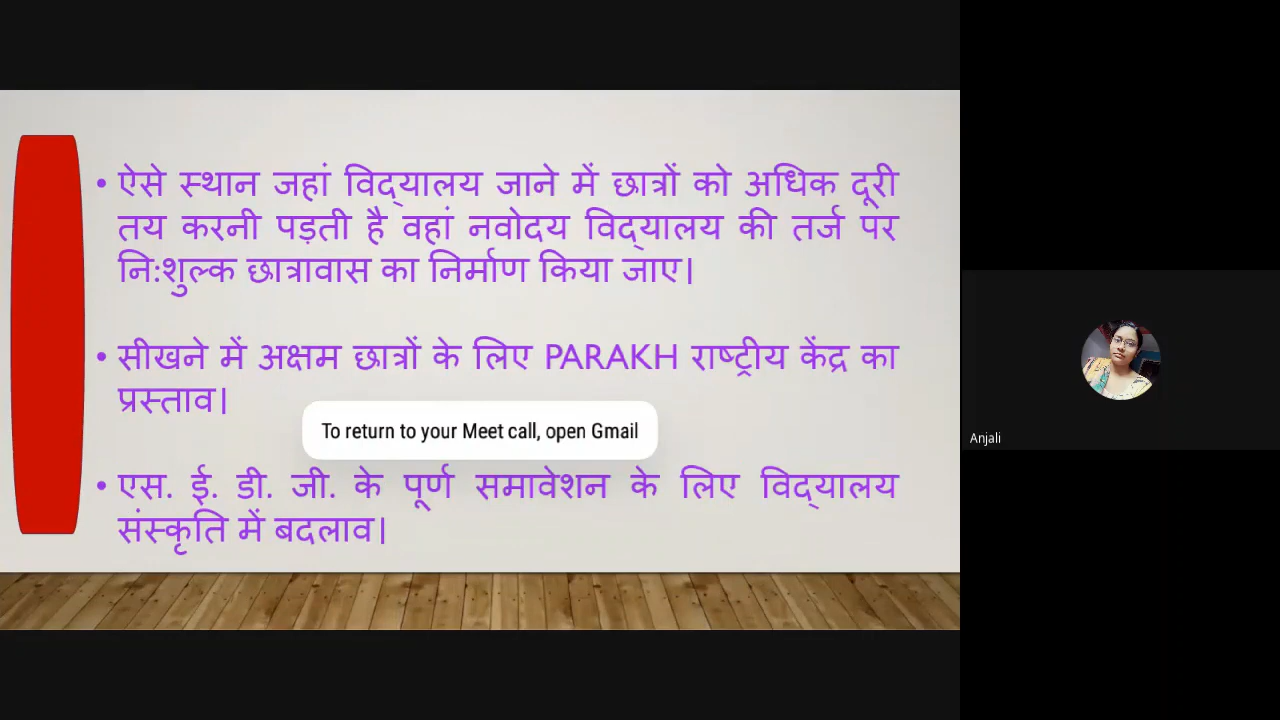 • ऐसे स्थान जहां विद्यालय जाने में छात्रों को अधिक दूरी
तय करनी पड़ती है वहां नवोदय विद्यालय की तर्ज पर
नि:शुल्क छात्रावास का निर्माण किया जाए।
• सीखने में अक्षम छात्रों के लिए PARAKH राष्ट्रीय केंद्र का
प्रस्ताव।
To return to your Meet call, open Gmail
• एस. ई. डी. जी. के पूर्ण समावेशन के लिए विद्यालय
संस्कृति में बदलाव।
Anjali